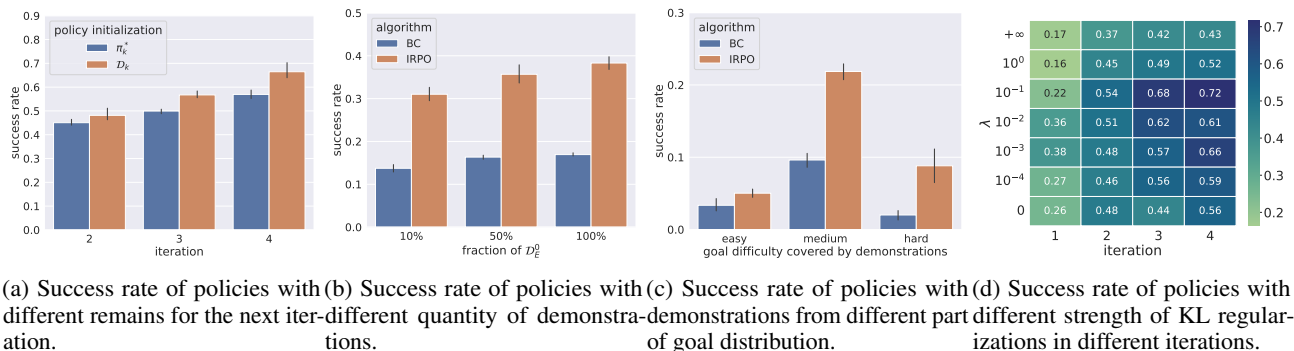 0.9
0.8
0.7
0.6
0.5
0.4
0.3
0.2
0.1
0.0
success rate
policy initialization
π*k
Dk
2 3 4
iteration
0.5
0.4
0.3
0.2
0.1
0.0
success rate
algorithm
BC
IRPO
10% 50% 100%
fraction of D⁰E
0.3
0.2
0.1
0.0
success rate
algorithm
BC
IRPO
easy medium hard
goal difficulty covered by demonstrations
λ
+∞ 0.17 0.37 0.42 0.43
10⁰ 0.16 0.45 0.49 0.52
10⁻¹ 0.22 0.54 0.68 0.72
10⁻² 0.36 0.51 0.62 0.61
10⁻³ 0.38 0.48 0.57 0.66
10⁻⁴ 0.27 0.46 0.56 0.59
0 0.26 0.48 0.44 0.56
1 2 3 4
iteration
0.7
0.6
0.5
0.4
0.3
0.2
(a) Success rate of policies with
different remains for the next iter-
ation.
(b) Success rate of policies with
different quantity of demonstra-
tions.
(c) Success rate of policies with
demonstrations from different part
of goal distribution.
(d) Success rate of policies with
different strength of KL regular-
izations in different iterations.